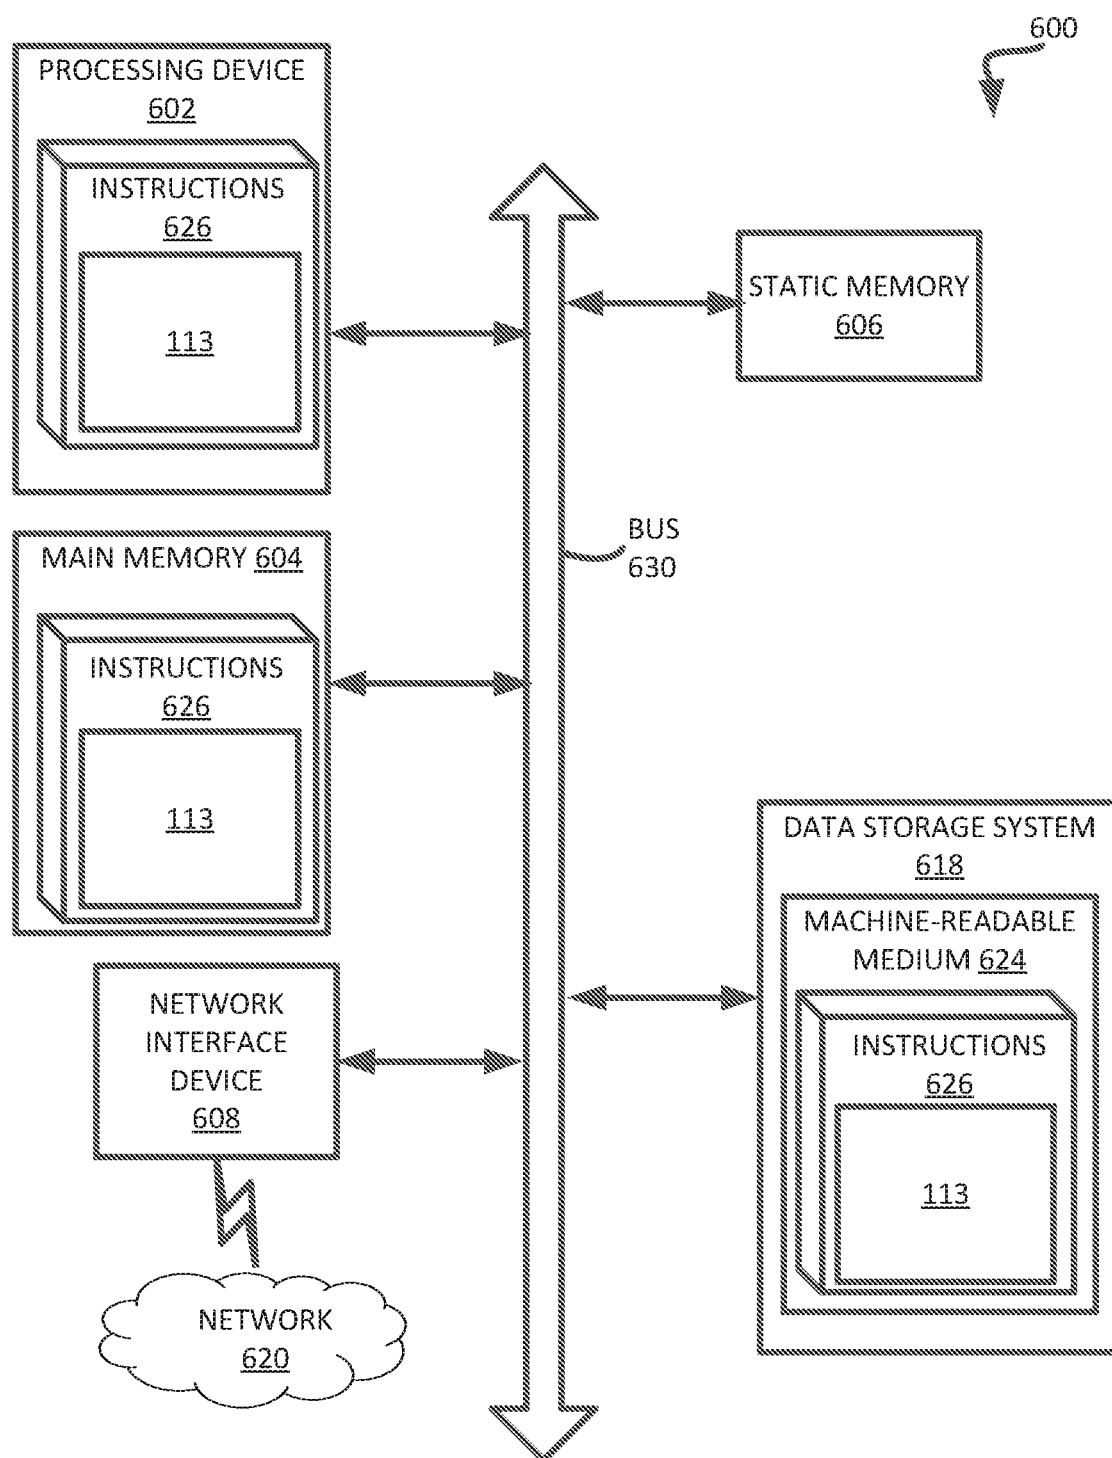 600
PROCESSING DEVICE
602
INSTRUCTIONS
626
113
STATIC MEMORY
606
BUS
630
MAIN MEMORY 604
INSTRUCTIONS
626
113
DATA STORAGE SYSTEM
618
MACHINE-READABLE
MEDIUM 624
INSTRUCTIONS
626
113
NETWORK
INTERFACE
DEVICE
608
NETWORK
620